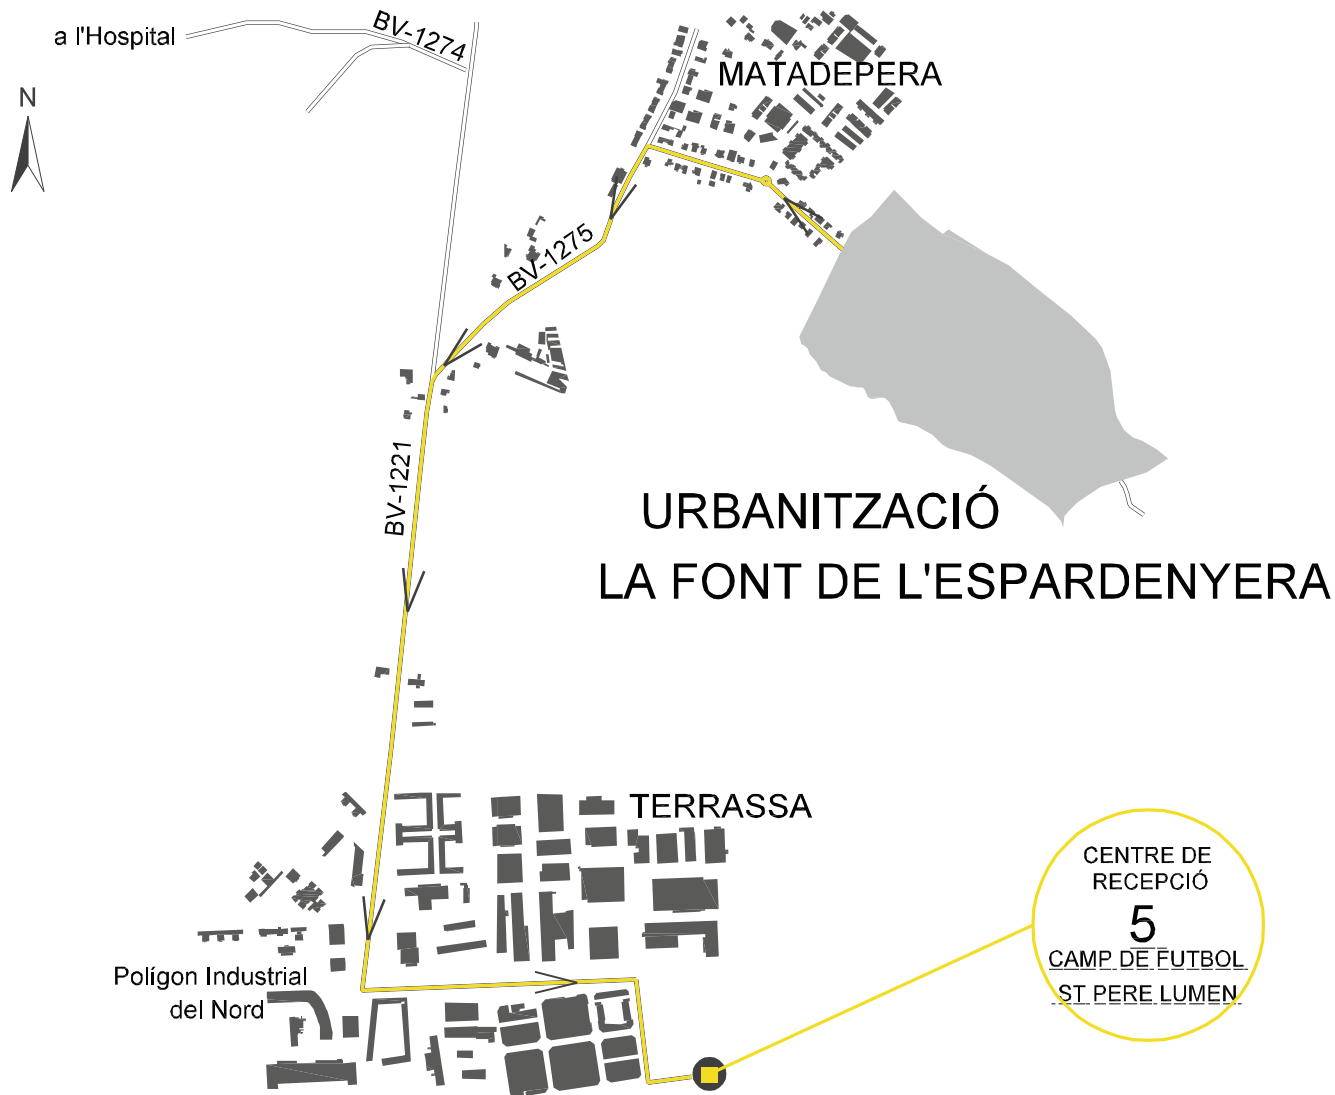 a l'Hospital
BV-1274
MATADEPERA
N
BV-1275
BV-1221
URBANITZACIÓ
LA FONT DE L'ESPARDENYERA
TERRASSA
CENTRE DE
RECEPCIÓ
5
CAMP DE FUTBOL
ST PERE LUMEN
Polígon Industrial
del Nord